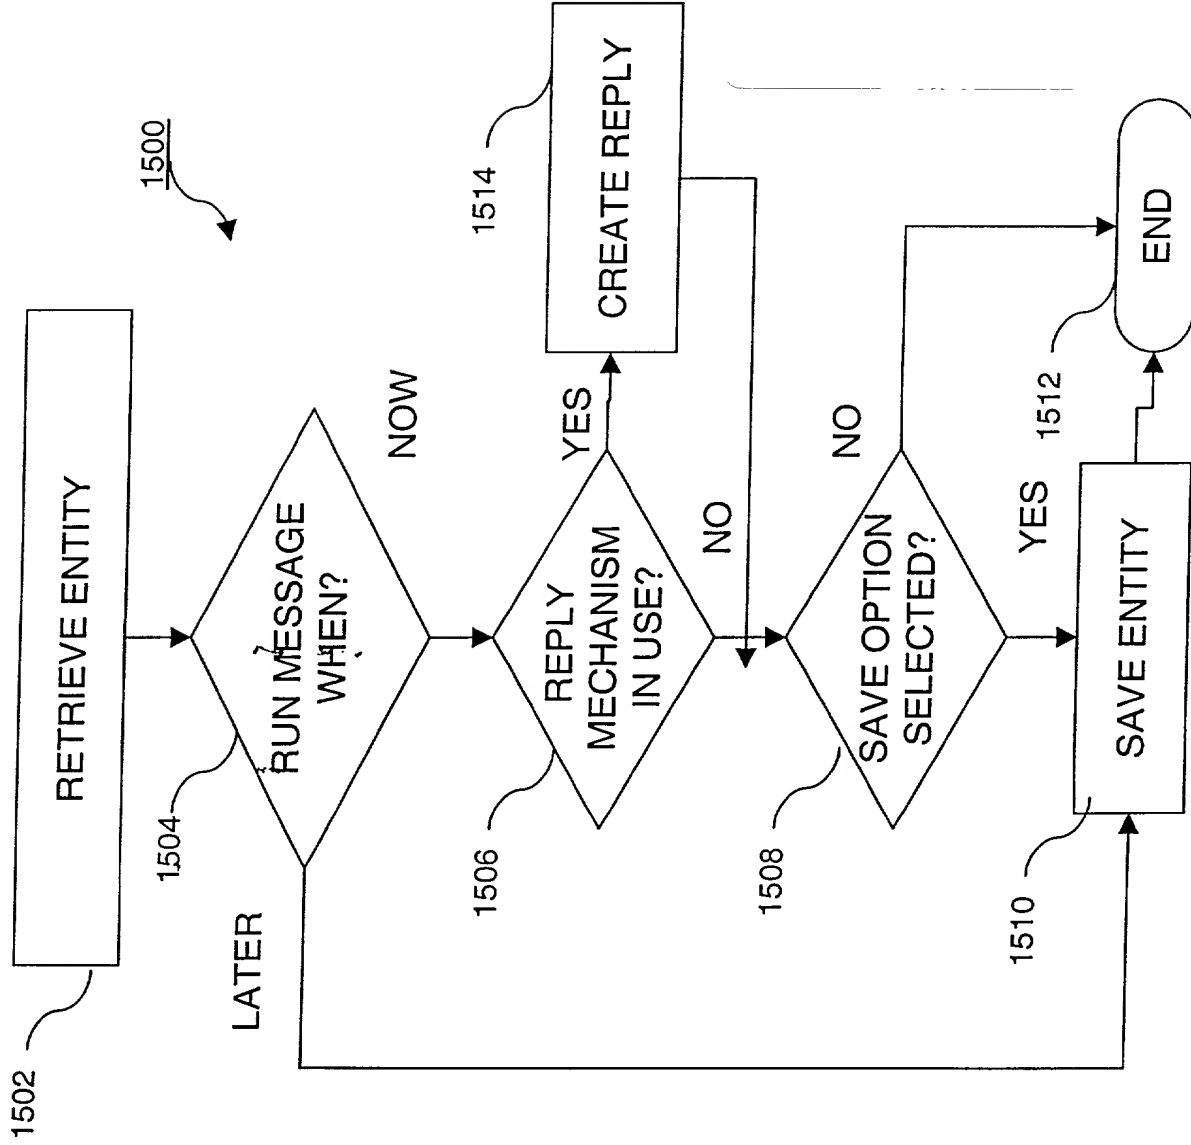 1500
1502
RETRIEVE ENTITY
1504
RUN MESSAGE
WHEN?
LATER
NOW
1506
REPLY
MECHANISM
IN USE?
YES
1514
CREATE REPLY
NO
1508
SAVE OPTION
SELECTED?
NO
YES
1510
SAVE ENTITY
1512
END